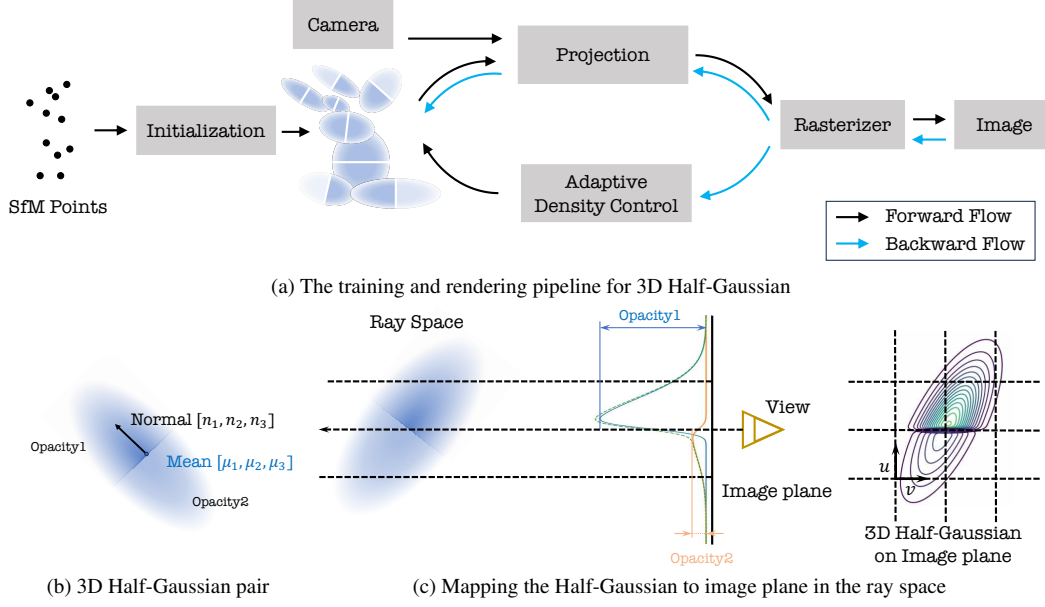 Camera
Projection
Initialization
Rasterizer
Image
SfM Points
Adaptive
Density Control
Forward Flow
Backward Flow
(a) The training and rendering pipeline for 3D Half-Gaussian
Ray Space
Opacity1
Normal [n₁, n₂, n₃]
Opacity1
Mean [μ₁, μ₂, μ₃]
Opacity2
View
Image plane
Opacity2
u
v
3D Half-Gaussian
on Image plane
(b) 3D Half-Gaussian pair
(c) Mapping the Half-Gaussian to image plane in the ray space